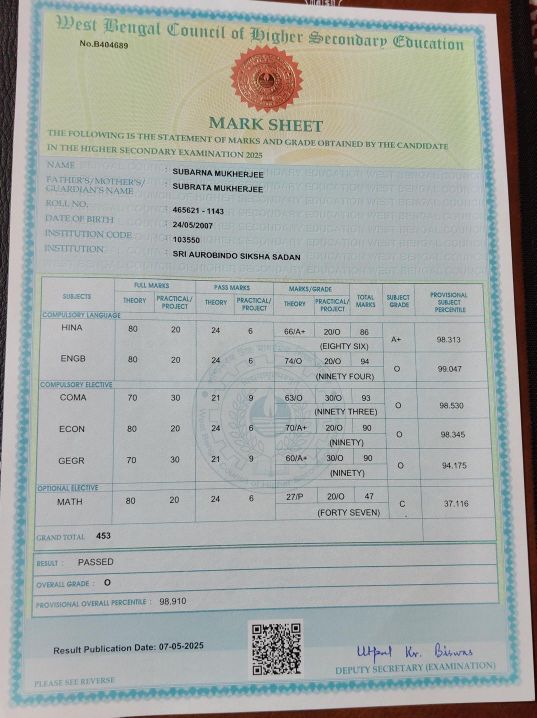 West Bengal Council of Higher Secondary Education
No.B404689
MARK SHEET
THE FOLLOWING IS THE STATEMENT OF MARKS AND GRADE OBTAINED BY THE CANDIDATE
IN THE HIGHER SECONDARY EXAMINATION 2025
NAME : SUBARNA MUKHERJEE
FATHER'S/MOTHER'S/
GUARDIAN'S NAME : SUBRATA MUKHERJEE
ROLL NO. : 465621 - 1143
DATE OF BIRTH : 24/05/2007
INSTITUTION CODE : 103550
INSTITUTION : SRI AUROBINDO SIKSHA SADAN
SUBJECTS FULL MARKS PASS MARKS MARKS/GRADE TOTAL MARKS SUBJECT GRADE PROVISIONAL SUBJECT PERCENTILE
THEORY PRACTICAL/PROJECT THEORY PRACTICAL/PROJECT THEORY PRACTICAL/PROJECT
COMPULSORY LANGUAGE
HINA 80 20 24 6 66/A+ 20/O 86 A+ 98.313
(EIGHTY SIX)
ENGB 80 20 24 6 74/O 20/O 94 O 99.047
(NINETY FOUR)
COMPULSORY ELECTIVE
COMA 70 30 21 9 63/O 30/O 93 O 98.530
(NINETY THREE)
ECON 80 20 24 6 70/A+ 20/O 90 O 98.345
(NINETY)
GEGR 70 30 21 9 60/A+ 30/O 90 O 94.175
(NINETY)
OPTIONAL ELECTIVE
MATH 80 20 24 6 27/P 20/O 47 C 37.116
(FORTY SEVEN)
GRAND TOTAL 453
RESULT : PASSED
OVERALL GRADE : O
PROVISIONAL OVERALL PERCENTILE : 98.910
Result Publication Date: 07-05-2025
Utpal Kr. Biswas
DEPUTY SECRETARY (EXAMINATION)
PLEASE SEE REVERSE